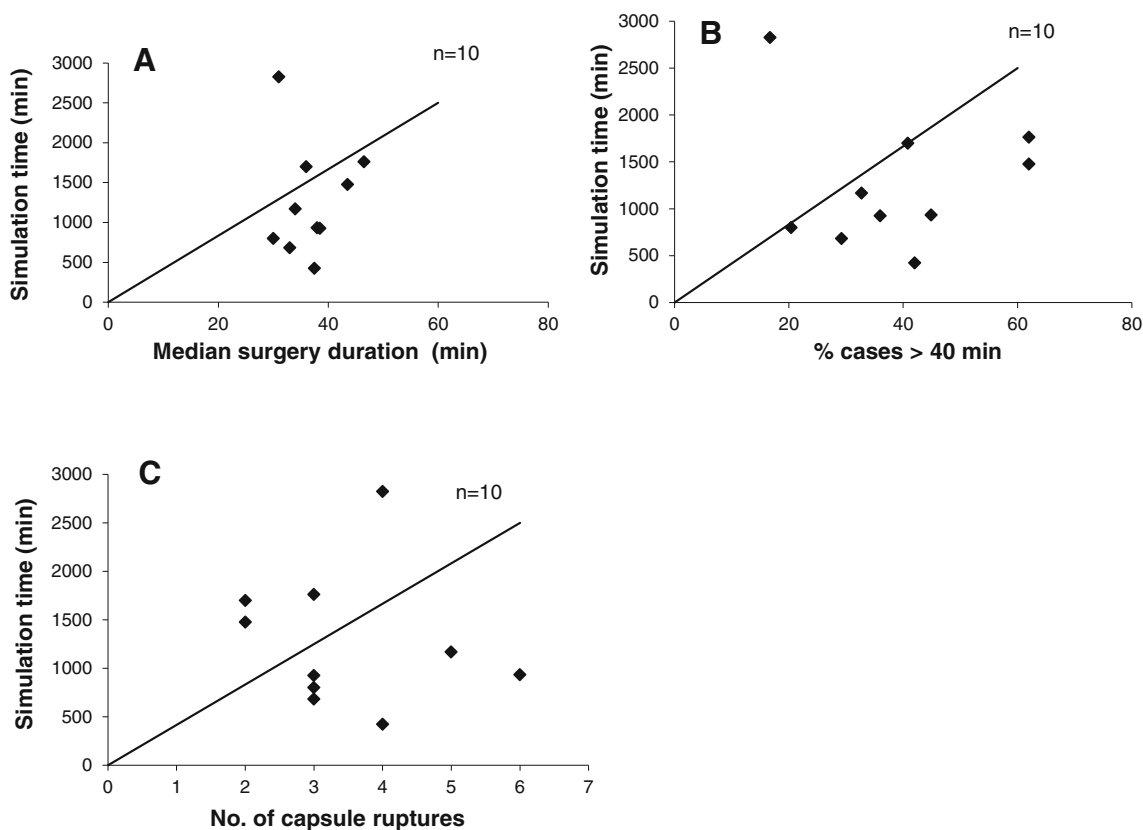 A
n=10
Simulation time (min)
3000
2500
2000
1500
1000
500
0
0 20 40 60 80
Median surgery duration (min)
B
n=10
Simulation time (min)
3000
2500
2000
1500
1000
500
0
0 20 40 60 80
% cases > 40 min
C
n=10
Simulation time (min)
3000
2500
2000
1500
1000
500
0
0 1 2 3 4 5 6 7
No. of capsule ruptures